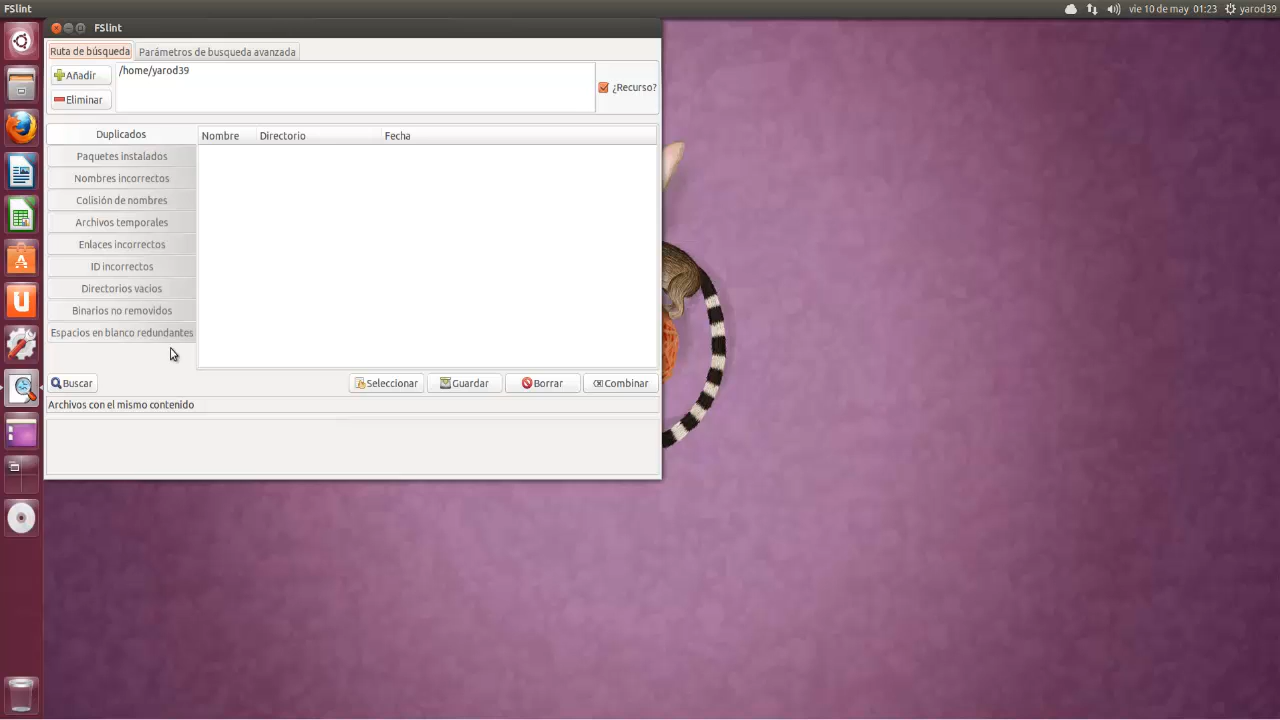 FSlint
vie 10 de may 01:23 yarod39
FSlint
Ruta de búsqueda
Parámetros de busqueda avanzada
Añadir
/home/yarod39
¿Recurso?
Eliminar
Duplicados
Nombre Directorio Fecha
Paquetes instalados
Nombres incorrectos
Colisión de nombres
Archivos temporales
Enlaces incorrectos
ID incorrectos
Directorios vacios
Binarios no removidos
Espacios en blanco redundantes
Buscar
Seleccionar
Guardar
Borrar
Combinar
Archivos con el mismo contenido